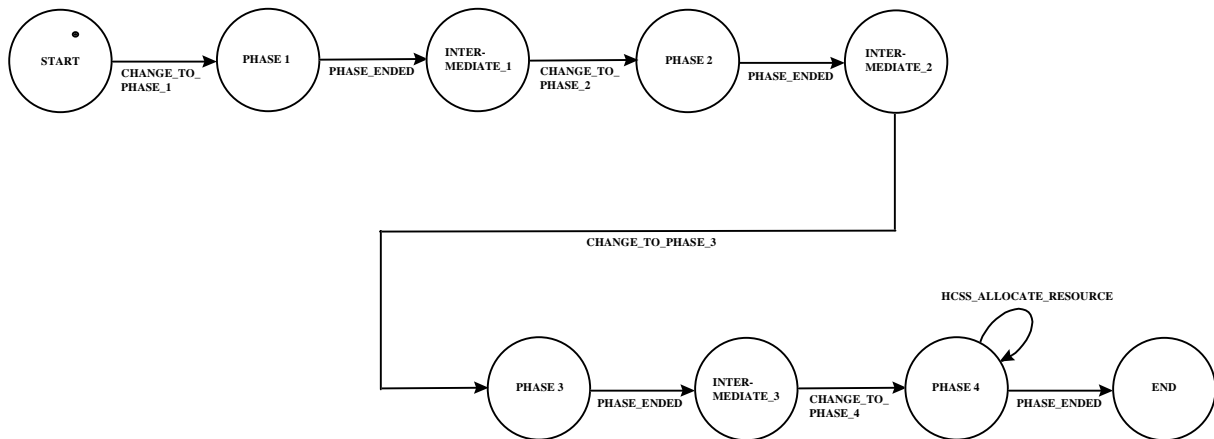 START
CHANGE_TO_
PHASE_1
PHASE 1
PHASE_ENDED
INTER-
MEDIATE_1
CHANGE_TO_
PHASE_2
PHASE 2
PHASE_ENDED
INTER-
MEDIATE_2
CHANGE_TO_PHASE_3
PHASE 3
PHASE_ENDED
INTER-
MEDIATE_3
CHANGE_TO_
PHASE_4
HCSS_ALLOCATE_RESOURCE
PHASE 4
PHASE_ENDED
END